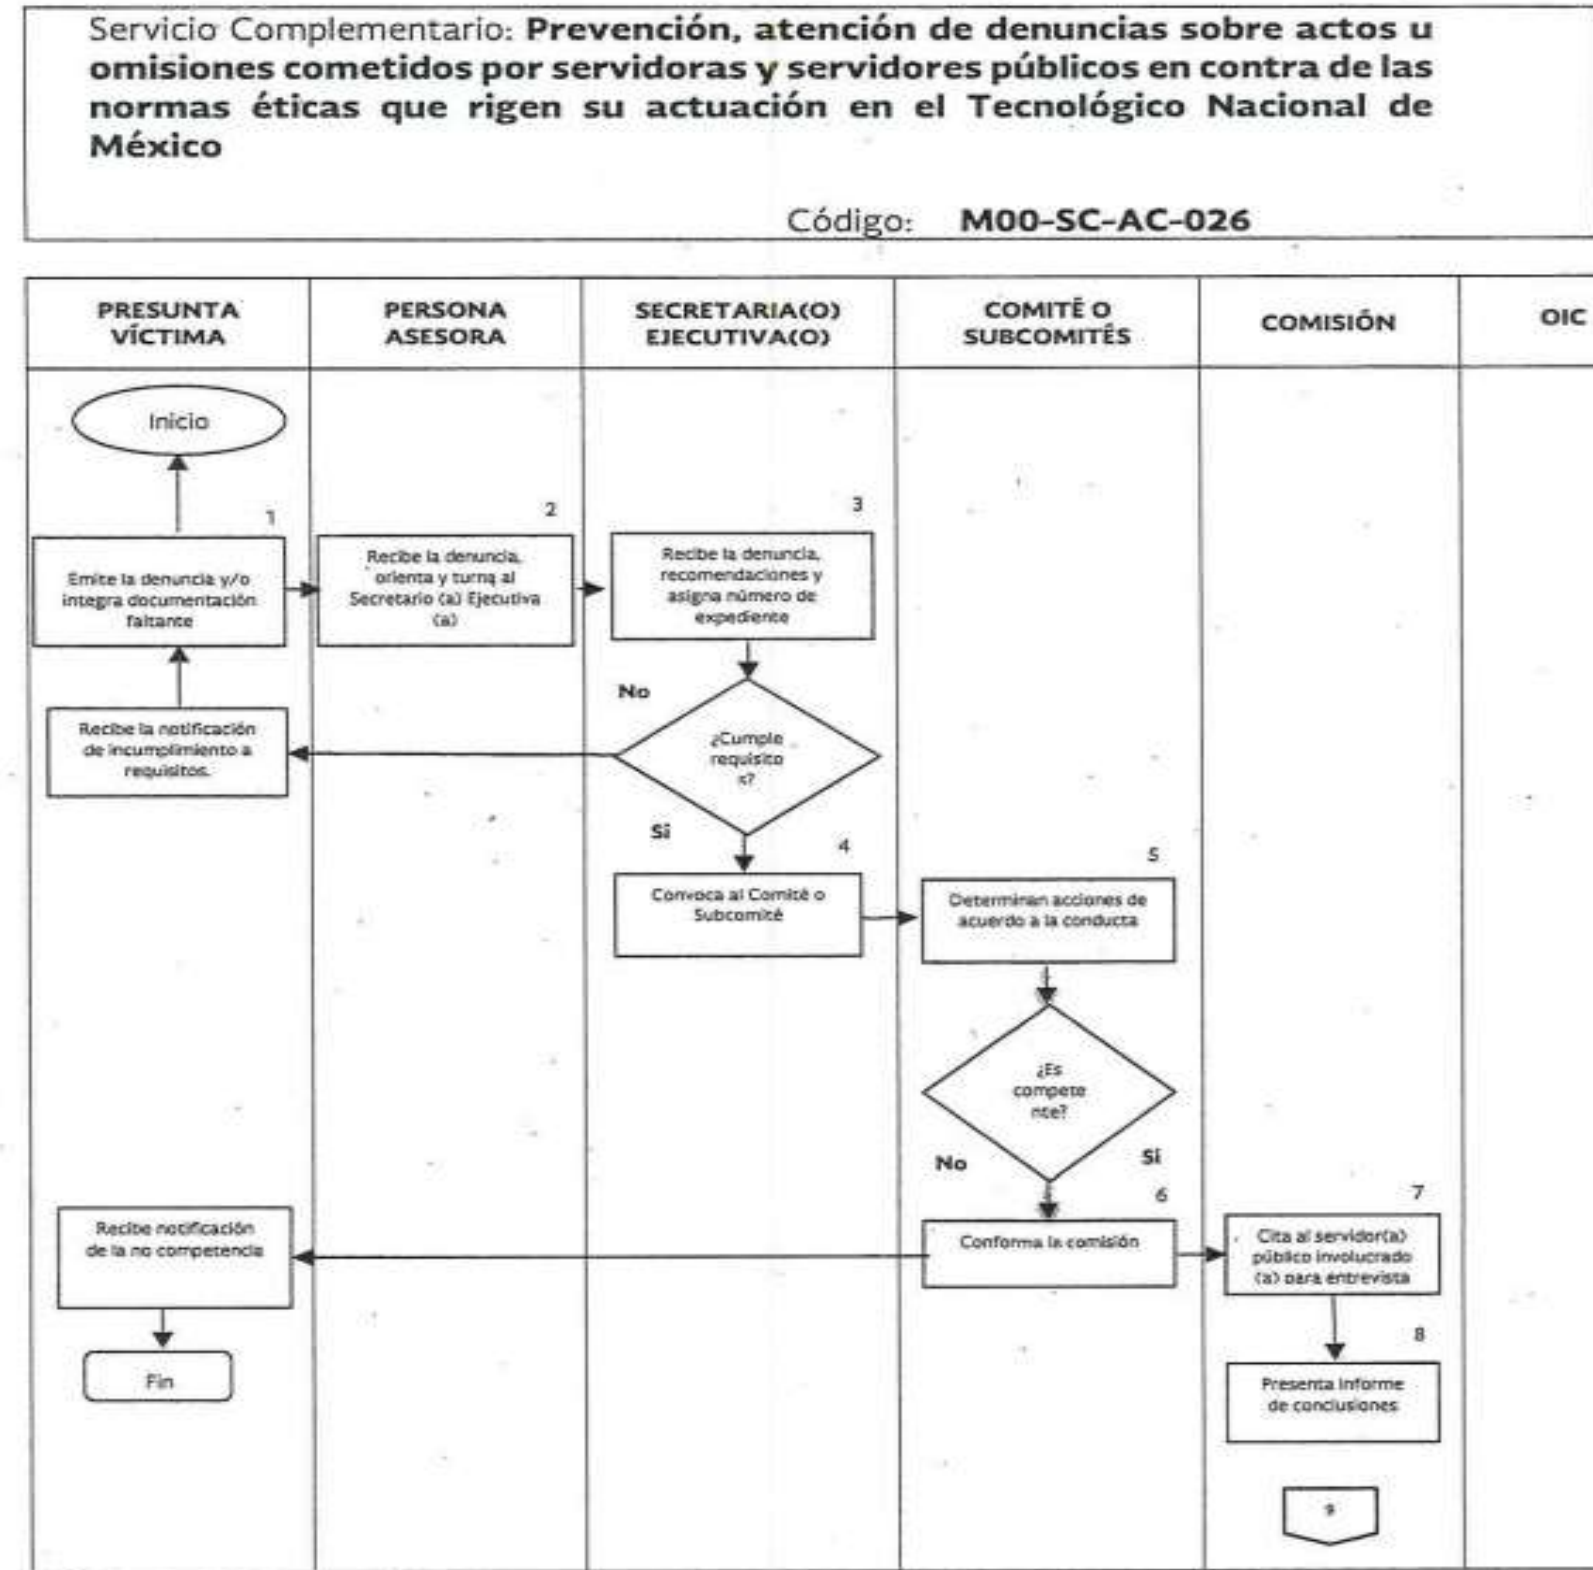 Servicio Complementario: Prevención, atención de denuncias sobre actos u
omisiones cometidos por servidoras y servidores públicos en contra de las
normas éticas que rigen su actuación en el Tecnológico Nacional de
México
Código: M00-SC-AC-026
PRESUNTA
VÍCTIMA
PERSONA
ASESORA
SECRETARIA(O)
EJECUTIVA(O)
COMITÉ O
SUBCOMITÉS
COMISIÓN
OIC
Inicio
1
Emite la denuncia y/o
integra documentación
faltante
2
Recibe la denuncia,
orienta y turna al
Secretario (a) Ejecutiva
(a)
3
Recibe la denuncia,
recomendaciones y
asigna número de
expediente
No
¿Cumple
requisito
s?
Recibe la notificación
de incumplimiento a
requisitos.
Si
4
Convoca al Comité o
Subcomité
5
Determinan acciones de
acuerdo a la conducta
¿Es
compete
nte?
No
Si
6
Conforma la comisión
Recibe notificación
de la no competencia
Fin
7
Cita al servidor(a)
público involucrado
(a) para entrevista
8
Presenta informe
de conclusiones
9